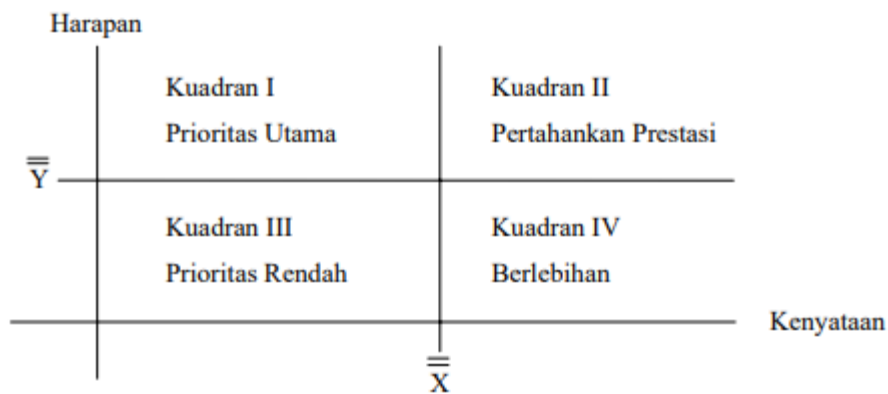 Harapan
Kuadran I
Prioritas Utama
Kuadran II
Pertahankan Prestasi
Y
Kuadran III
Prioritas Rendah
Kuadran IV
Berlebihan
Kenyataan
X